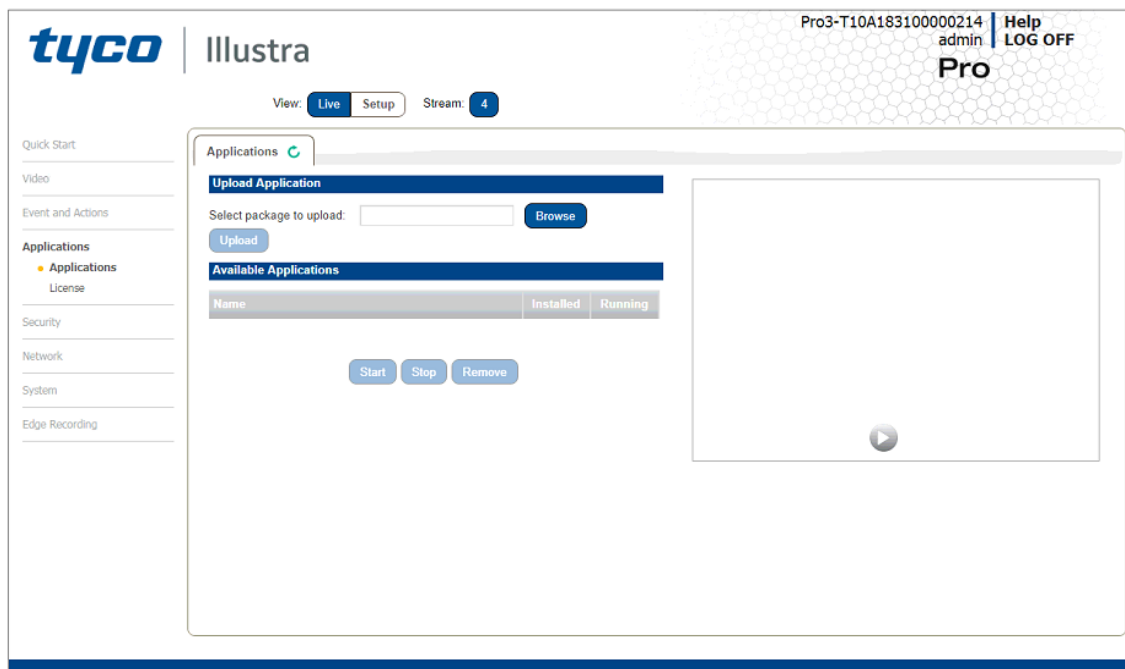 tyco
Illustra
Pro3-T10A183100000214
Help
admin
LOG OFF
Pro
View:
Live
Setup
Stream:
4
Quick Start
Video
Event and Actions
Applications
Applications
License
Security
Network
System
Edge Recording
Applications
Upload Application
Select package to upload:
Browse
Upload
Available Applications
Name
Installed
Running
Start
Stop
Remove